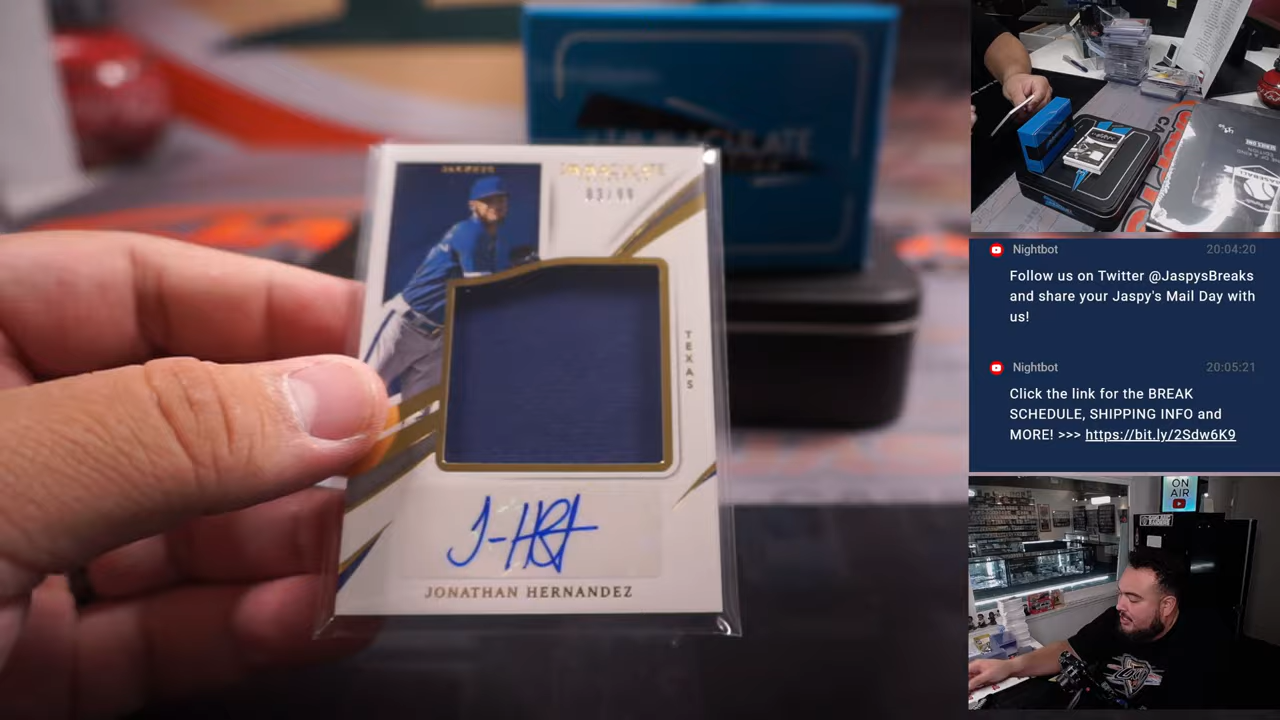 IMMACULATE
IMMACULATE
TEXAS
J-H
JONATHAN HERNANDEZ
Nightbot 20:04:20
Follow us on Twitter @JaspysBreaks
and share your Jaspy's Mail Day with
us!
Nightbot 20:05:21
Click the link for the BREAK
SCHEDULE, SHIPPING INFO and
MORE! >>> https://bit.ly/2Sdw6K9
ON
AIR